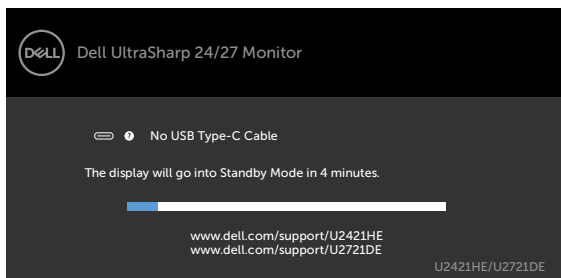 DELL
Dell UltraSharp 24/27 Monitor
? No USB Type-C Cable
The display will go into Standby Mode in 4 minutes.
www.dell.com/support/U2421HE
www.dell.com/support/U2721DE
U2421HE/U2721DE